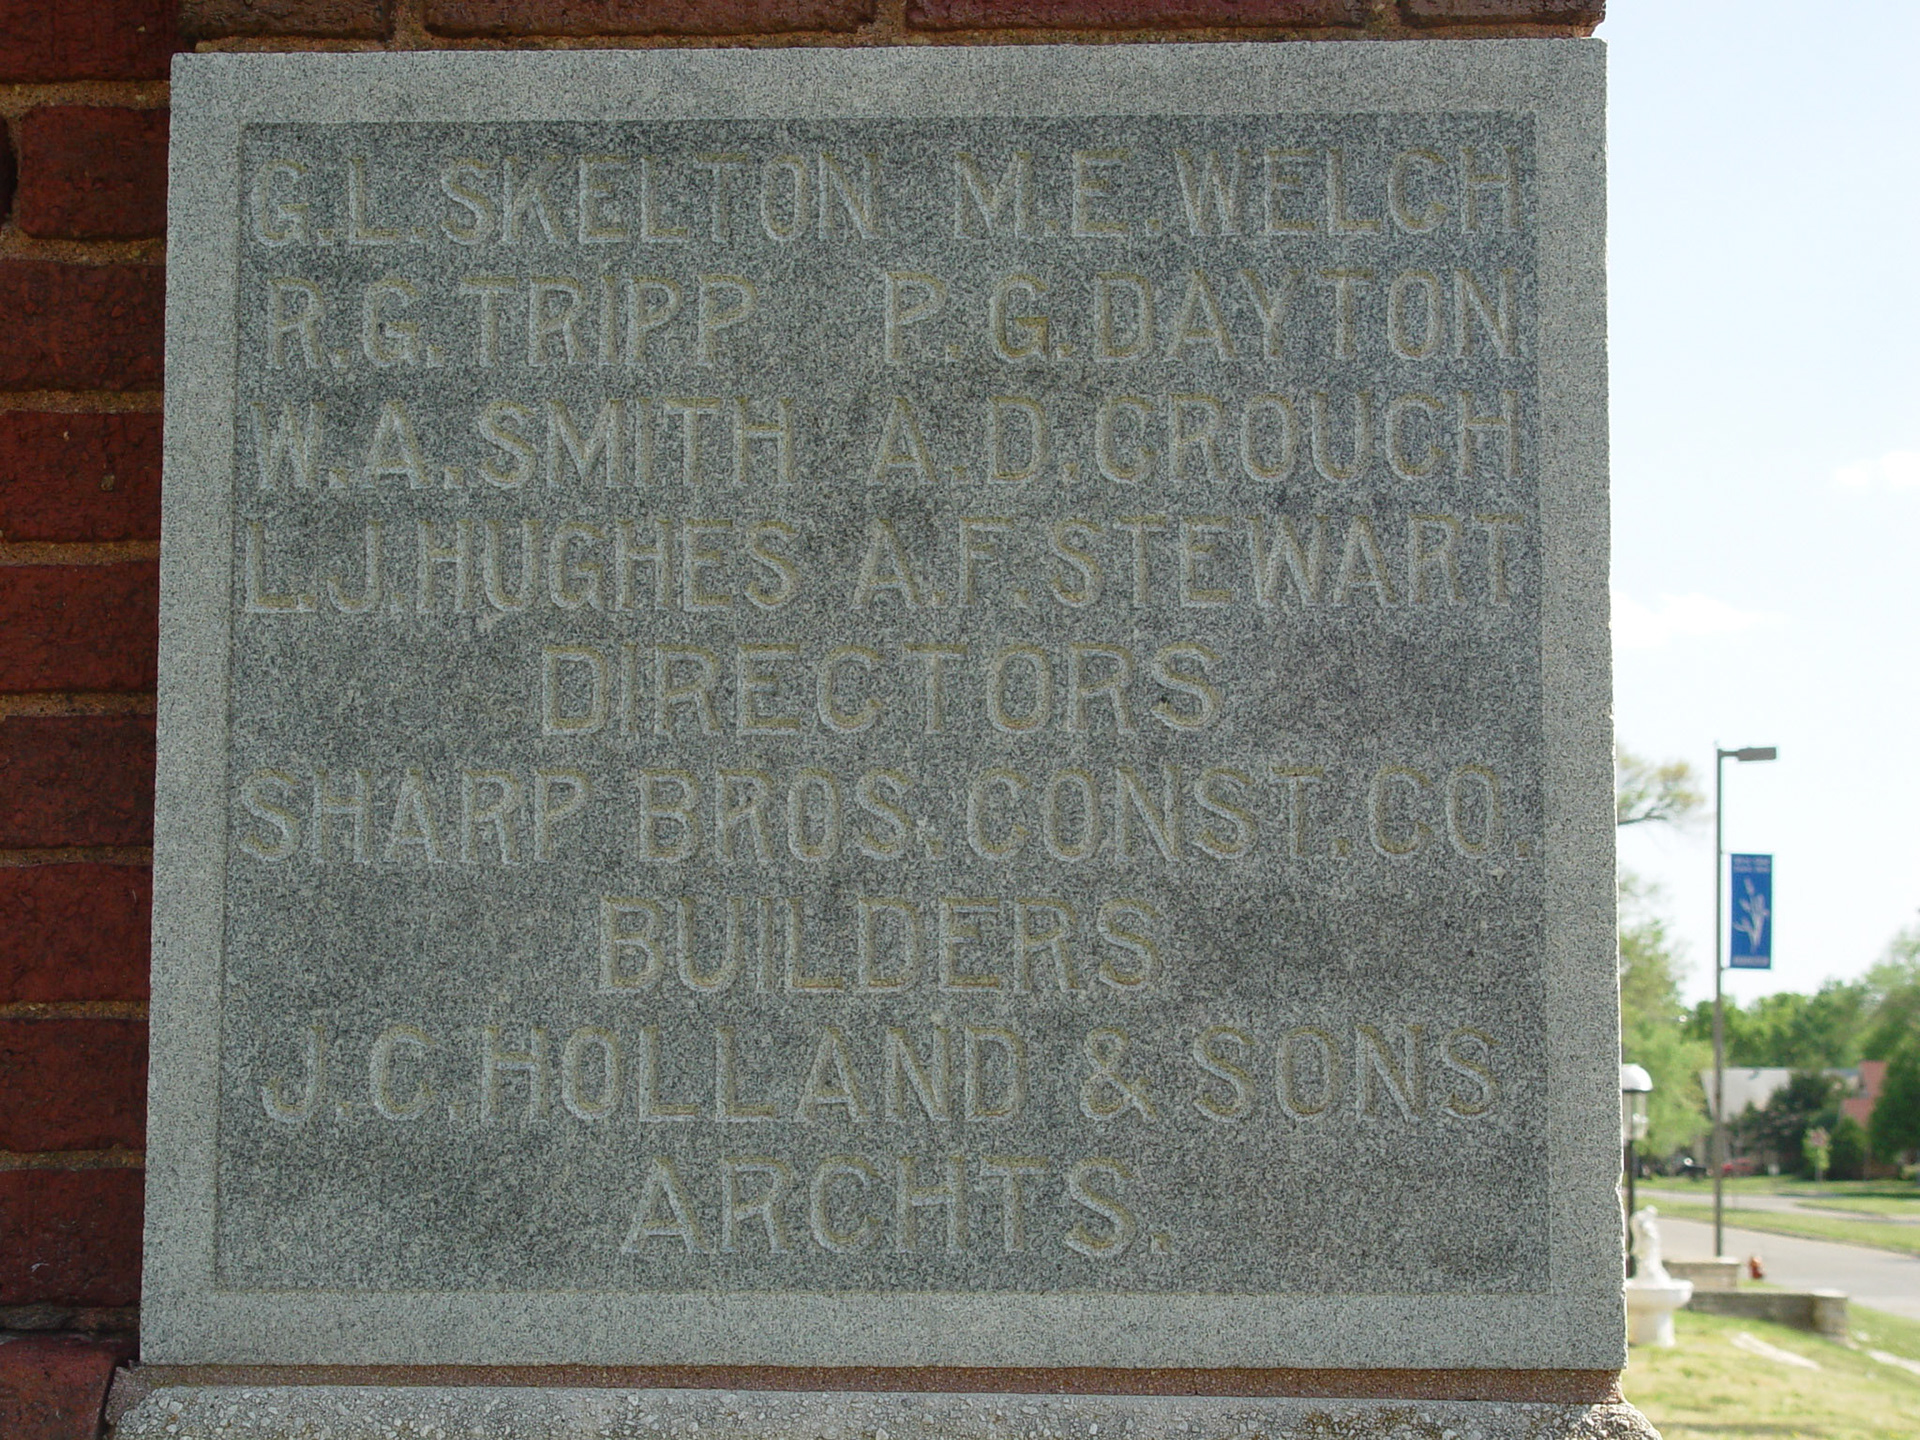 G.L.SKELTON M.E.WELCH
R.G.TRIPP P.G.DAYTON
W.A.SMITH A.D.CROUCH
L.J.HUGHES A.F.STEWART
DIRECTORS
SHARP BROS.CONST.CO.
BUILDERS
J.C.HOLLAND & SONS
ARCHTS.